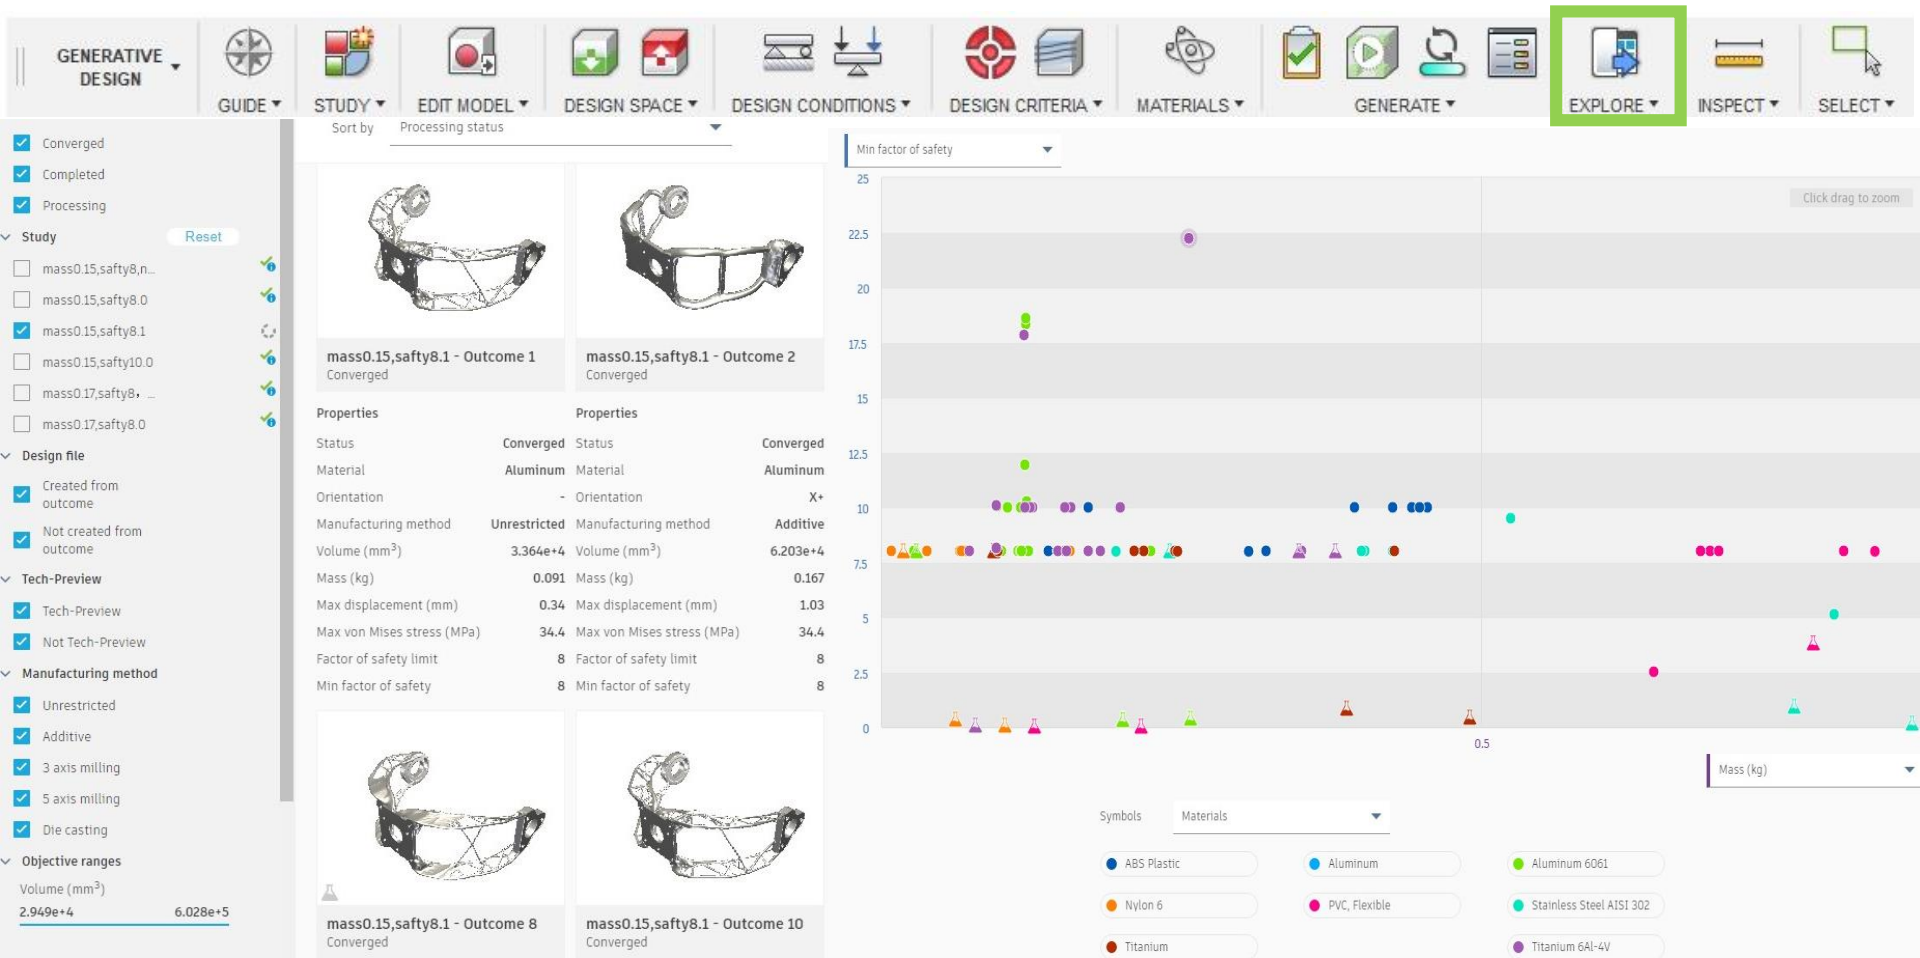 GENERATIVE
DESIGN
GUIDE
STUDY
EDIT MODEL
DESIGN SPACE
DESIGN CONDITIONS
DESIGN CRITERIA
MATERIALS
GENERATE
EXPLORE
INSPECT
SELECT
Converged
Completed
Processing
Study
Reset
mass0.15,safty8,n...
mass0.15,safty8.0
mass0.15,safty8.1
mass0.15,safty10.0
mass0.17,safty8, ...
mass0.17,safty8.0
Design file
Created from
outcome
Not created from
outcome
Tech-Preview
Tech-Preview
Not Tech-Preview
Manufacturing method
Unrestricted
Additive
3 axis milling
5 axis milling
Die casting
Objective ranges
Volume (mm³)
2.949e+4 6.028e+5
Sort by Processing status
mass0.15,safty8.1 - Outcome 1
Converged
Properties
Status Converged
Material Aluminum
Orientation -
Manufacturing method Unrestricted
Volume (mm³) 3.364e+4
Mass (kg) 0.091
Max displacement (mm) 0.34
Max von Mises stress (MPa) 34.4
Factor of safety limit 8
Min factor of safety 8
mass0.15,safty8.1 - Outcome 2
Converged
Properties
Status Converged
Material Aluminum
Orientation X+
Manufacturing method Additive
Volume (mm³) 6.203e+4
Mass (kg) 0.167
Max displacement (mm) 1.03
Max von Mises stress (MPa) 34.4
Factor of safety limit 8
Min factor of safety 8
mass0.15,safty8.1 - Outcome 8
Converged
mass0.15,safty8.1 - Outcome 10
Converged
Min factor of safety
Click drag to zoom
25
22.5
20
17.5
15
12.5
10
7.5
5
2.5
0
0.5
Mass (kg)
Symbols Materials
ABS Plastic
Aluminum
Aluminum 6061
Nylon 6
PVC, Flexible
Stainless Steel AISI 302
Titanium
Titanium 6Al-4V